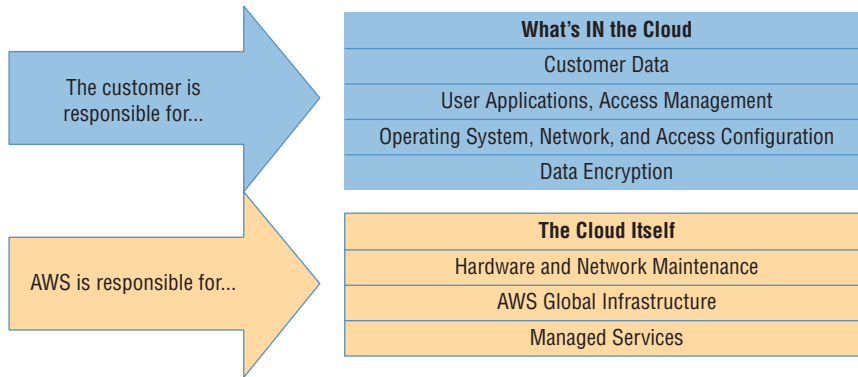 The customer is
responsible for...
What's IN the Cloud
Customer Data
User Applications, Access Management
Operating System, Network, and Access Configuration
Data Encryption
AWS is responsible for...
The Cloud Itself
Hardware and Network Maintenance
AWS Global Infrastructure
Managed Services